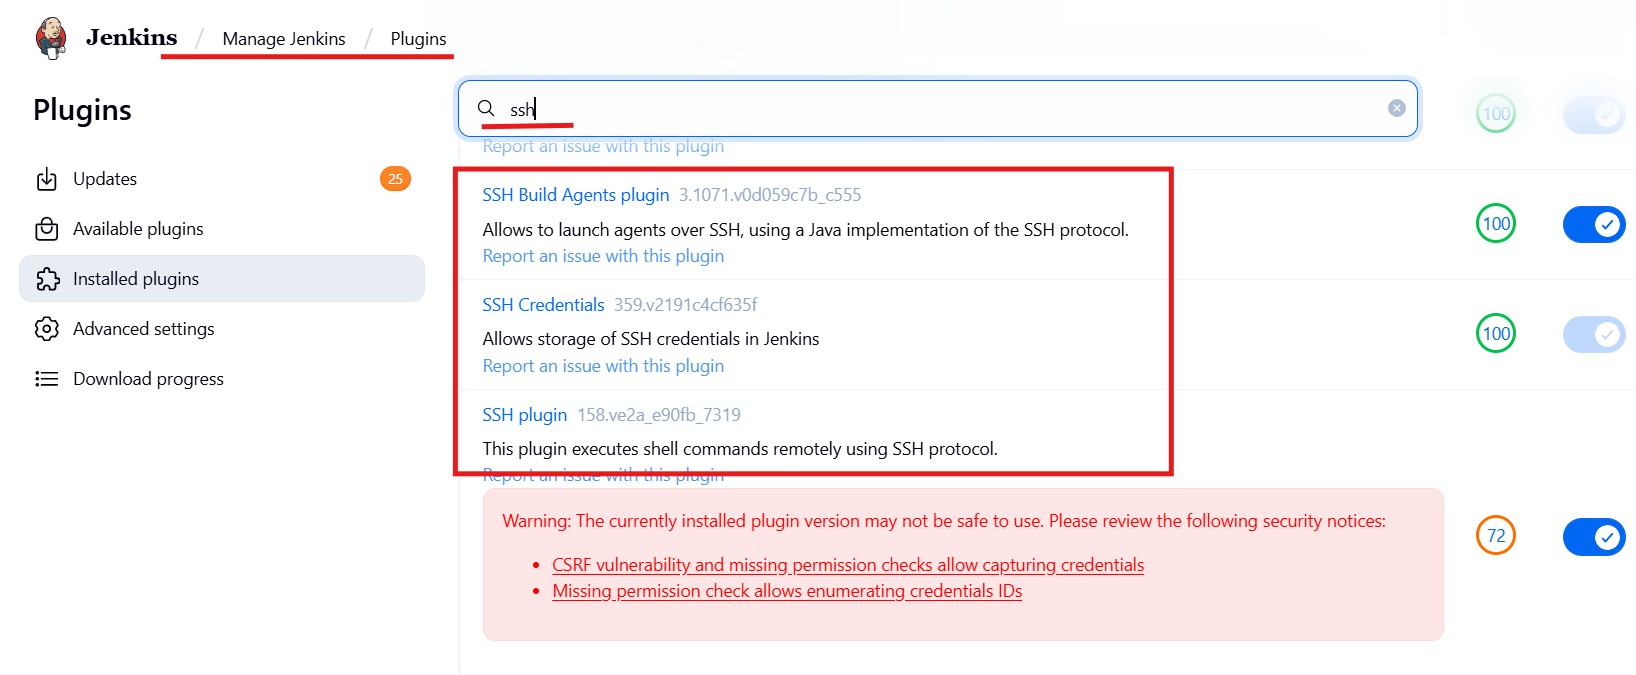 Jenkins / Manage Jenkins / Plugins
Plugins
ssh
100
Report an issue with this plugin
Updates 25
Available plugins
Installed plugins
Advanced settings
Download progress
SSH Build Agents plugin 3.1071.v0d059c7b_c555
Allows to launch agents over SSH, using a Java implementation of the SSH protocol.
Report an issue with this plugin
100
SSH Credentials 359.v2191c4cf635f
Allows storage of SSH credentials in Jenkins
Report an issue with this plugin
100
SSH plugin 158.ve2a_e90fb_7319
This plugin executes shell commands remotely using SSH protocol.
Report an issue with this plugin
Warning: The currently installed plugin version may not be safe to use. Please review the following security notices:
• CSRF vulnerability and missing permission checks allow capturing credentials
• Missing permission check allows enumerating credentials IDs
72